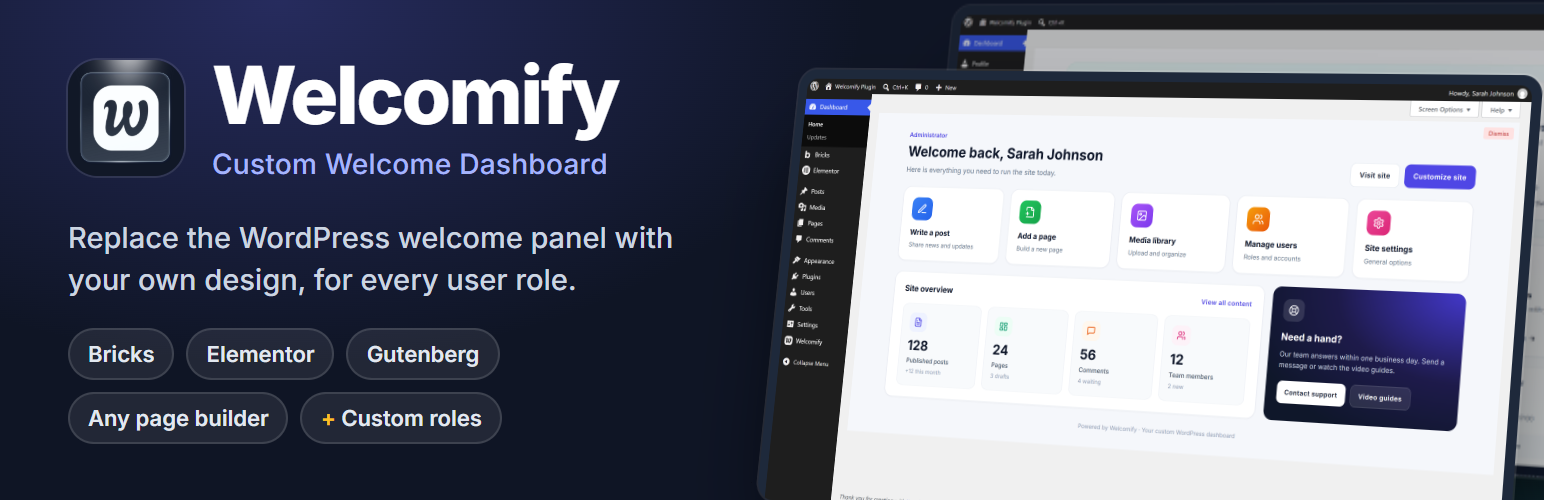 Welcomify
Custom Welcome Dashboard
Replace the WordPress welcome panel with
your own design, for every user role.
Bricks
Elementor
Gutenberg
Any page builder
+ Custom roles
Welcomify Plugin
Ctrl+K
Dashboard
Profile
Welcomify Plugin
Ctrl+K
0
New
Howdy, Sarah Johnson
Screen Options
Help
Dismiss
Dashboard
Home
Updates
Bricks
Elementor
Posts
Media
Pages
Comments
Appearance
Plugins
Users
Tools
Settings
Welcomify
Collapse Menu
Administrator
Welcome back, Sarah Johnson
Here is everything you need to run the site today.
Visit site
Customize site
Write a post
Share news and updates
Add a page
Build a new page
Media library
Upload and organize
Manage users
Roles and accounts
Site settings
General options
Site overview
View all content
128
Published posts
+12 this month
24
Pages
3 drafts
56
Comments
4 waiting
12
Team members
2 new
Need a hand?
Our team answers within one business day. Send a
message or watch the video guides.
Contact support
Video guides
Powered by Welcomify · Your custom WordPress dashboard